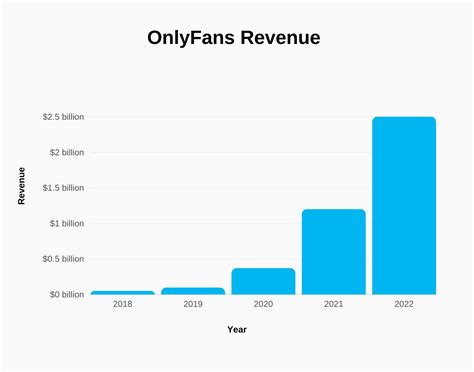 OnlyFans Revenue
$2.5 billion
$2 billion
$1.5 billion
$1 billion
$0.5 billion
$0 billion
Revenue
2018 2019 2020 2021 2022
Year